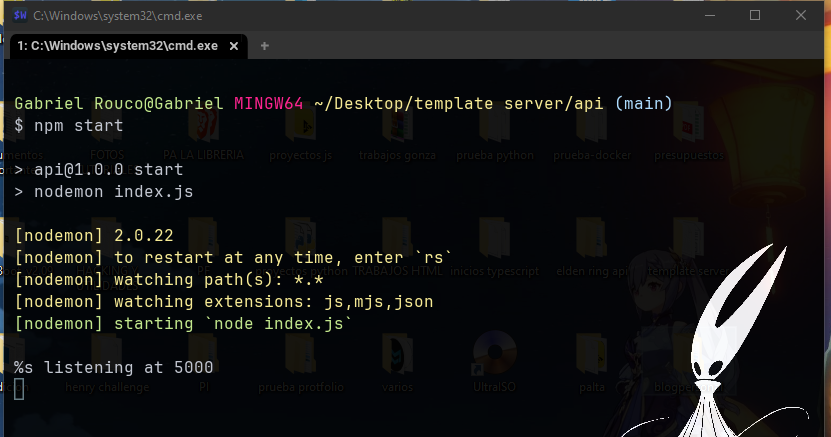 C:\Windows\system32\cmd.exe
1: C:\Windows\system32\cmd.exe
Gabriel Rouco@Gabriel MINGW64 ~/Desktop/template server/api (main)
$ npm start
> api@1.0.0 start
> nodemon index.js
[nodemon] 2.0.22
[nodemon] to restart at any time, enter `rs`
[nodemon] watching path(s): *.*
[nodemon] watching extensions: js,mjs,json
[nodemon] starting `node index.js`
%s listening at 5000
FOTOS PA LA LIBRERIA proyectos js trabajos gonza prueba python prueba-docker presupuestos
python TRABAJOS HTML inicios typescript elden ring api template server
henry challenge PI prueba protfolio varios UltraISO palta